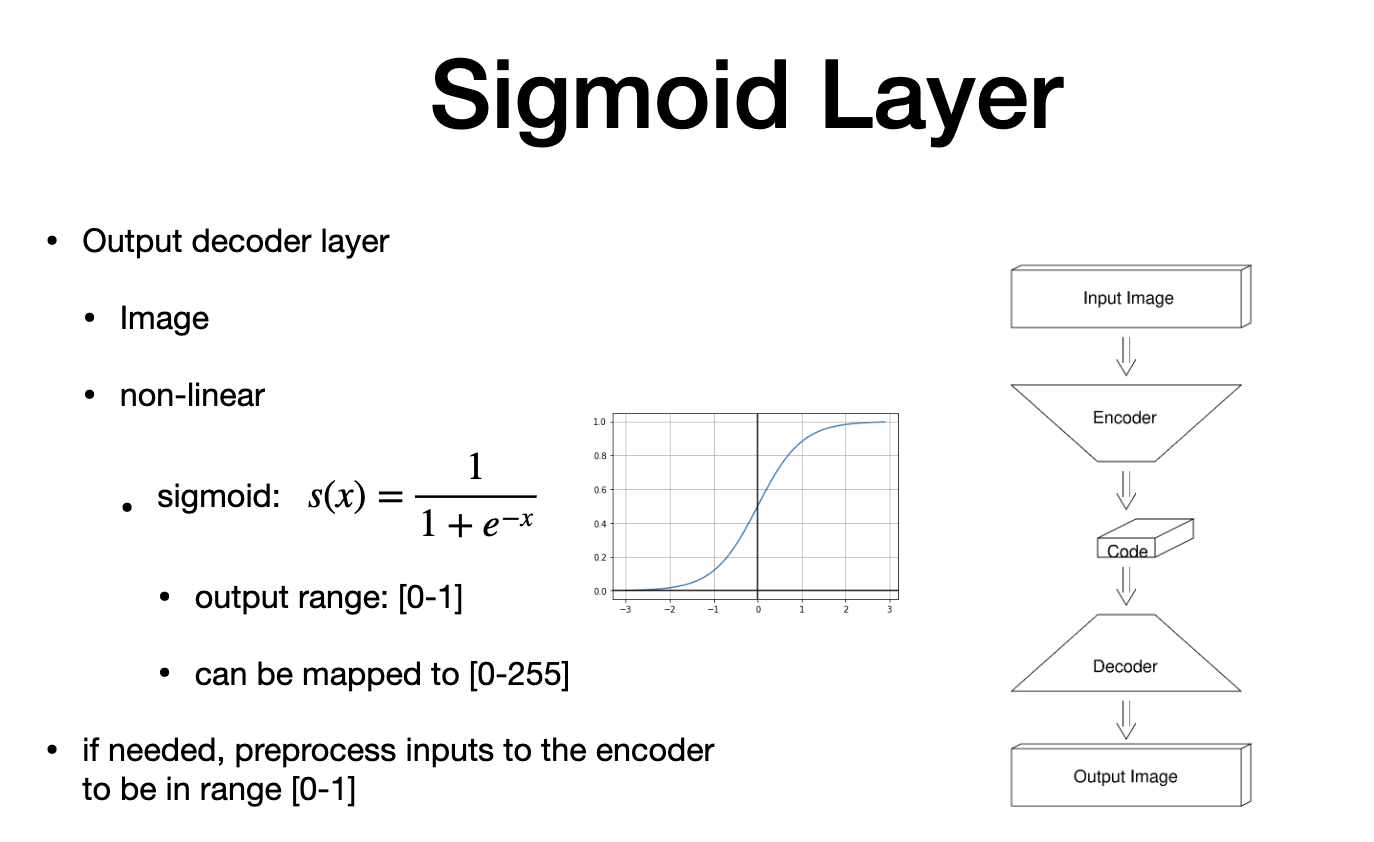 Sigmoid Layer
• Output decoder layer
• Image
• non-linear
• sigmoid: s(x) = 1 / (1 + e^{-x})
• output range: [0-1]
• can be mapped to [0-255]
• if needed, preprocess inputs to the encoder
to be in range [0-1]
1.0
0.8
0.6
0.4
0.2
0.0
−3 −2 −1 0 1 2 3
Input Image
Encoder
Code
Decoder
Output Image